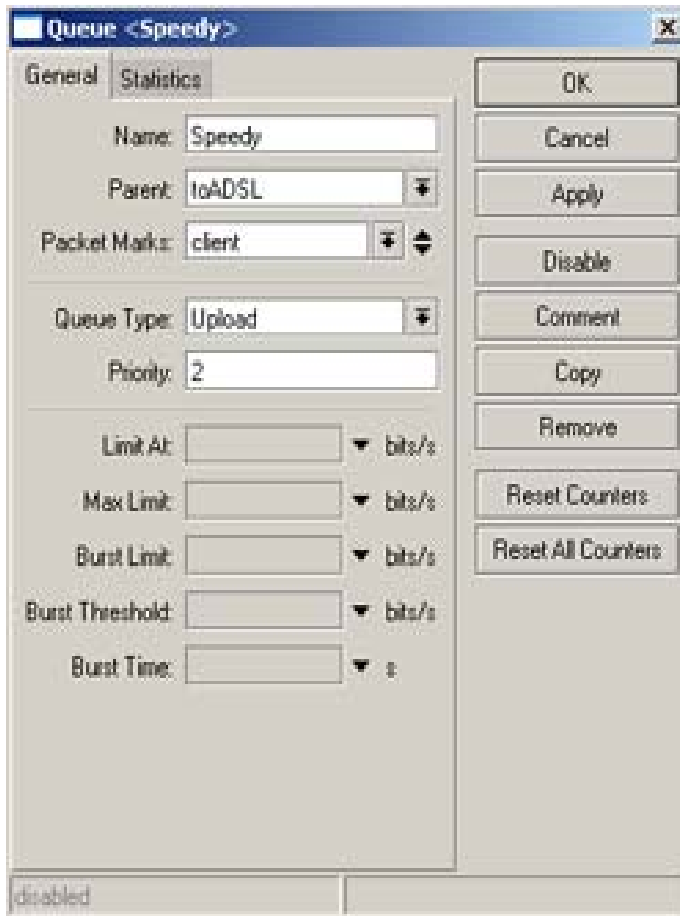 Queue <Speedy>
General
Statistics
Name: Speedy
Parent: toADSL
Packet Marks: client
Queue Type: Upload
Priority: 2
Limit At: bits/s
Max Limit: bits/s
Burst Limit: bits/s
Burst Threshold: bits/s
Burst Time: s
OK
Cancel
Apply
Disable
Comment
Copy
Remove
Reset Counters
Reset All Counters
disabled